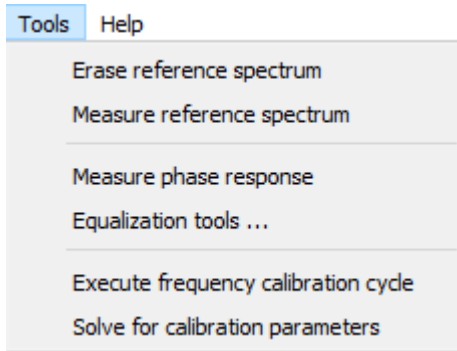 Tools Help
Erase reference spectrum
Measure reference spectrum
Measure phase response
Equalization tools ...
Execute frequency calibration cycle
Solve for calibration parameters